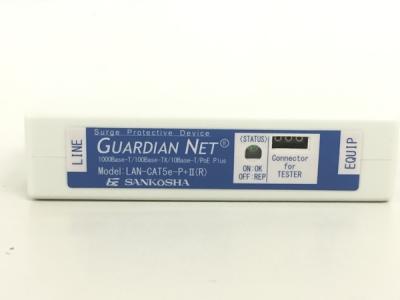 LINE
Surge Protective Device
GUARDIAN NET®
1000Base-T/100Base-TX/10Base-T/PoE Plus
Model:LAN-CAT5e-P+II(R)
SANKOSHA
(STATUS)
ON:OK
OFF:REP
Connector
for
TESTER
EQUIP